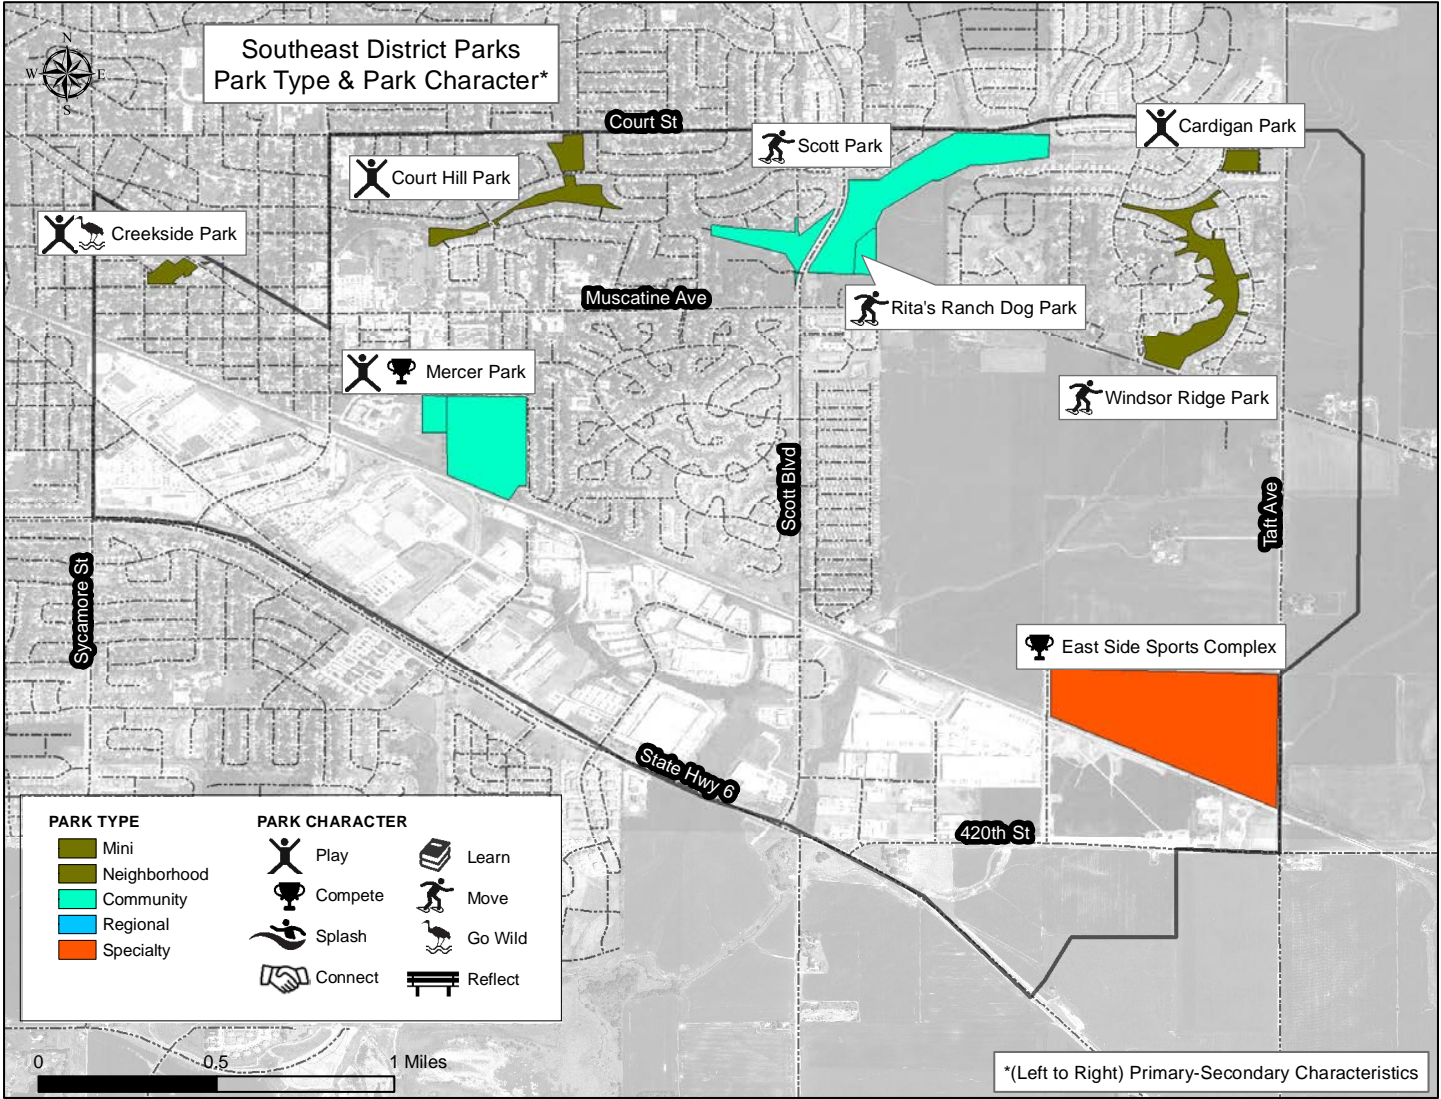 Southeast District Parks
Park Type & Park Character*
N
W
E
S
Court St
Scott Park
Cardigan Park
Court Hill Park
Creekside Park
Muscatine Ave
Rita's Ranch Dog Park
Mercer Park
Windsor Ridge Park
Scott Blvd
Taft Ave
Sycamore St
East Side Sports Complex
State Hwy 6
420th St
PARK TYPE
Mini
Neighborhood
Community
Regional
Specialty
PARK CHARACTER
Play
Compete
Splash
Connect
Learn
Move
Go Wild
Reflect
0 0.5 1 Miles
*(Left to Right) Primary-Secondary Characteristics